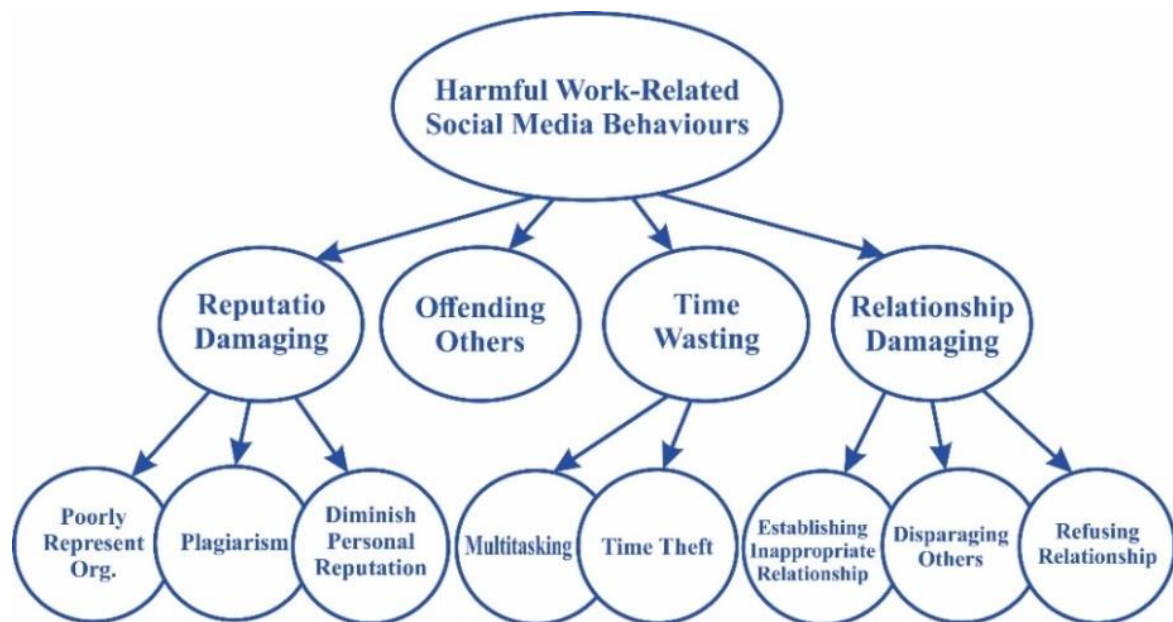 Harmful Work-Related
Social Media Behaviours
Reputatio
Damaging
Offending
Others
Time
Wasting
Relationship
Damaging
Poorly
Represent
Org.
Plagiarism
Diminish
Personal
Reputation
Multitasking
Time Theft
Establishing
Inappropriate
Relationship
Disparaging
Others
Refusing
Relationship